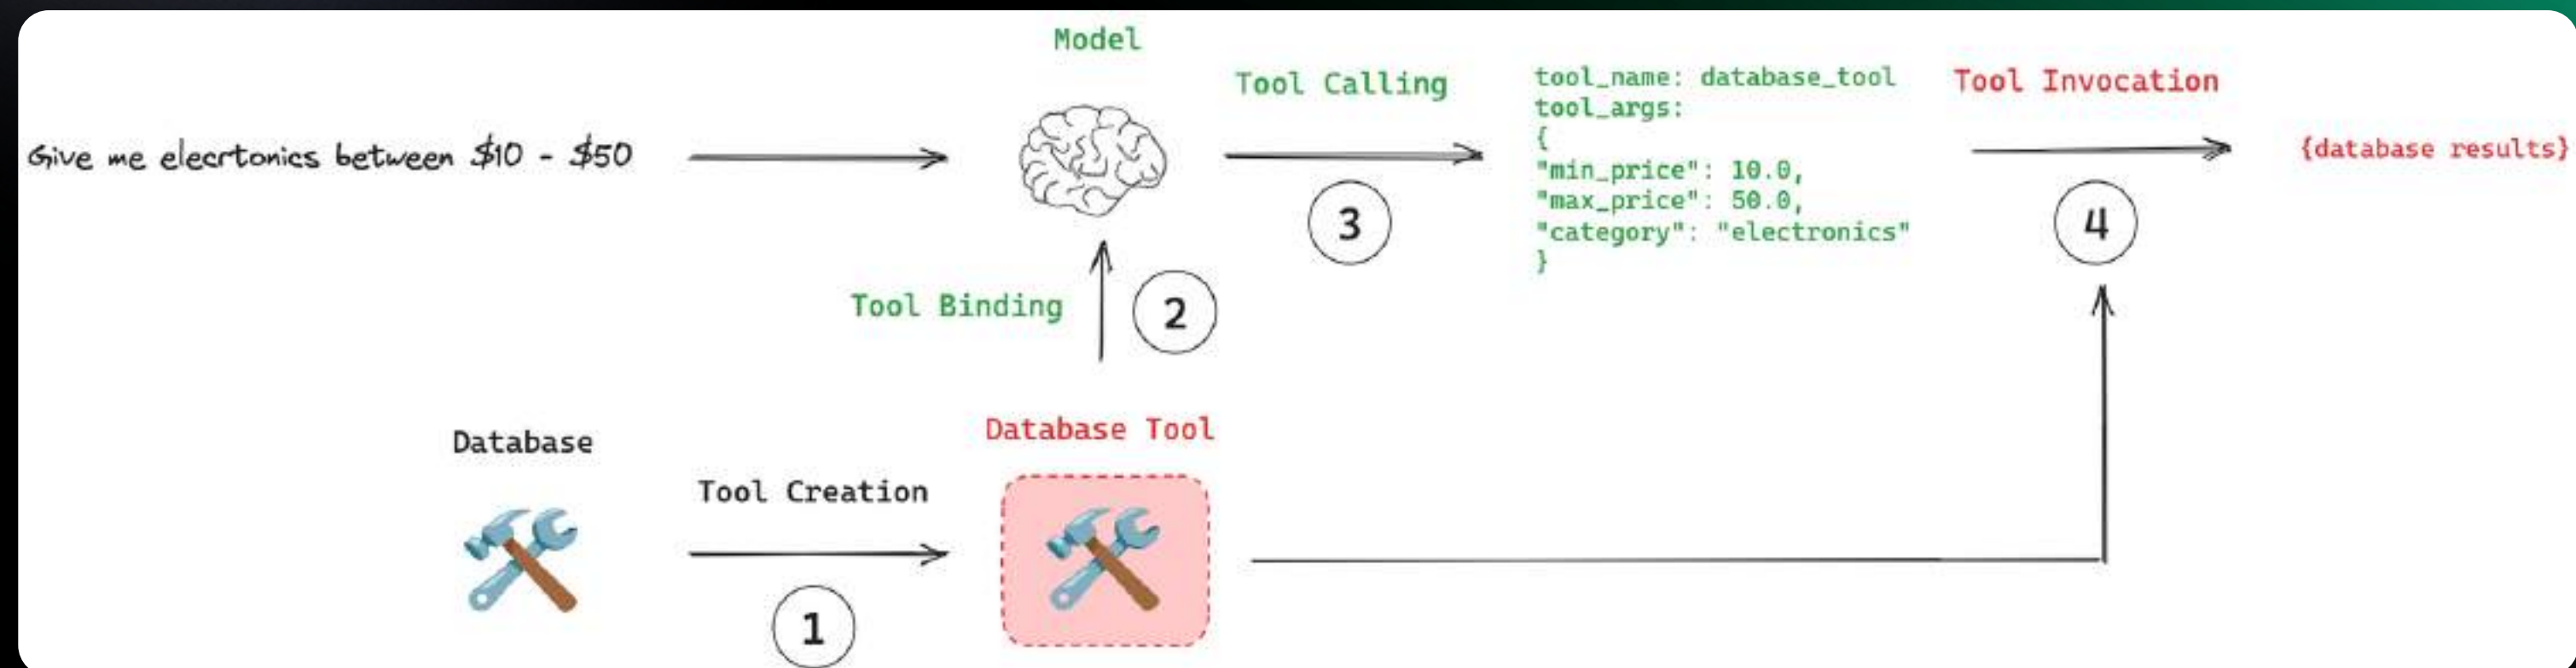 Model
Tool Calling
tool_name: database_tool
tool_args:
{
"min_price": 10.0,
"max_price": 50.0,
"category": "electronics"
}
Tool Invocation
Give me elecrtonics between $10 - $50
{database results}
3
4
Tool Binding
2
Database
Database Tool
Tool Creation
1